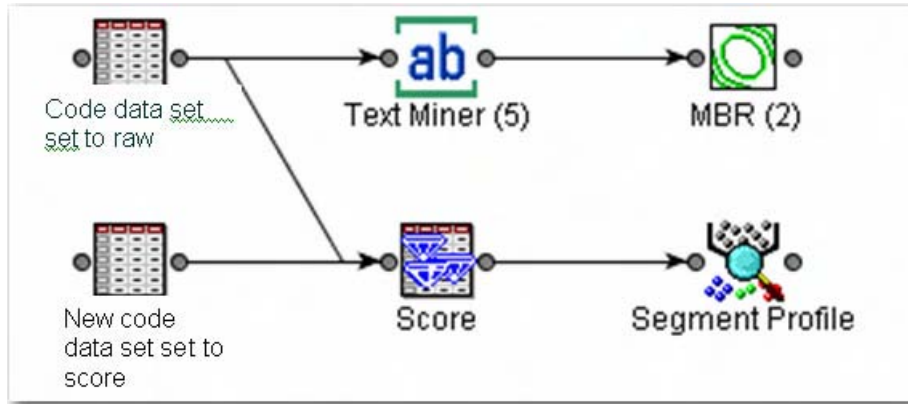 ab
Code data set
set to raw
Text Miner (5)
MBR (2)
New code
data set set to
score
Score
Segment Profile